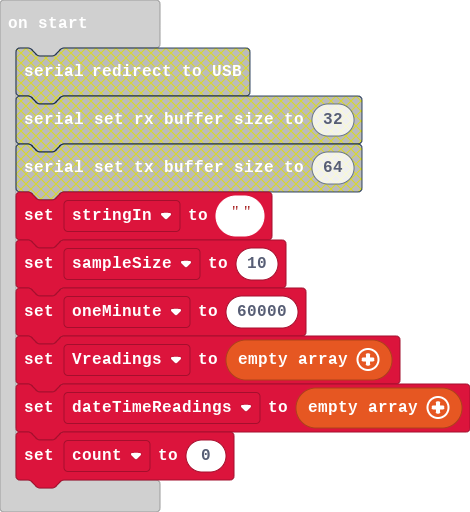 on start
serial redirect to USB
serial set rx buffer size to 32
serial set tx buffer size to 64
set stringIn to " "
set sampleSize to 10
set oneMinute to 60000
set Vreadings to empty array
set dateTimeReadings to empty array
set count to 0